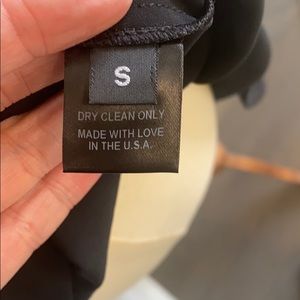 S
DRY CLEAN ONLY
MADE WITH LOVE
IN THE U.S.A.